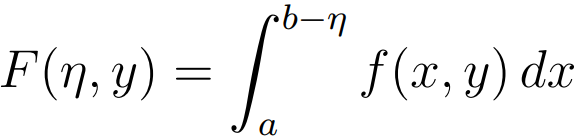 F(η, y) = ∫_a^{b−η} f(x, y) dx